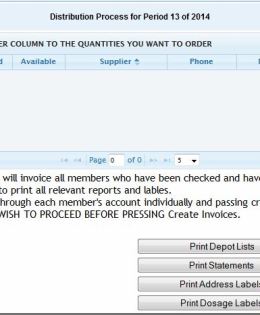 Distribution Process for Period 13 of 2014
ER COLUMN TO THE QUANTITIES YOU WANT TO ORDER
d Available Supplier Phone
Page 0 of 0 5
will invoice all members who have been checked and have
to print all relevant reports and lables.
hrough each member's account individually and passing cr
WISH TO PROCEED BEFORE PRESSING Create Invoices.
Print Depot Lists
Print Statements
Print Address Labels
Print Dosage Labels